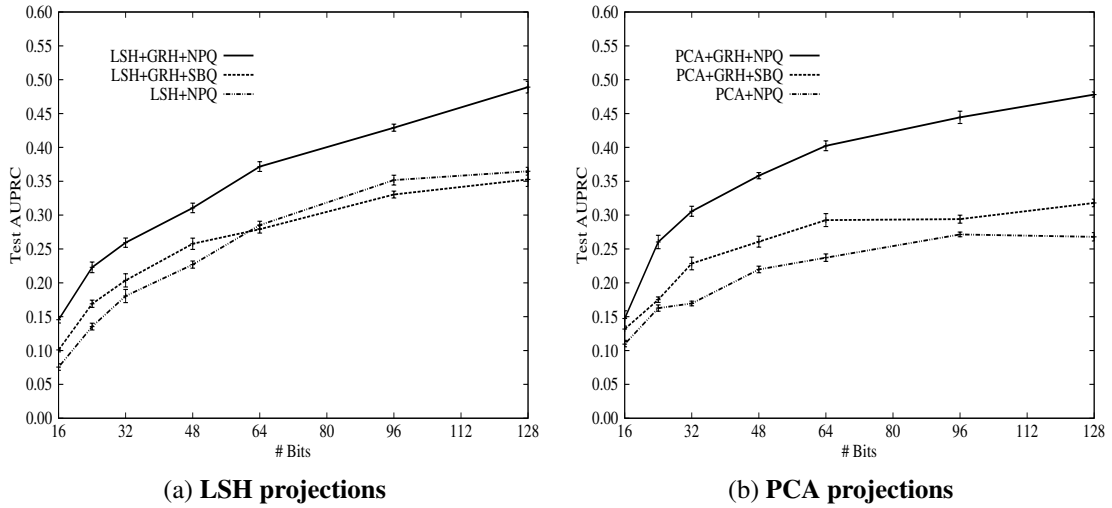 0.60
0.55
0.50
0.45
0.40
0.35
0.30
0.25
0.20
0.15
0.10
0.05
0.00
Test AUPRC
LSH+GRH+NPQ
LSH+GRH+SBQ
LSH+NPQ
16 32 48 64 80 96 112 128
# Bits
(a) LSH projections
0.60
0.55
0.50
0.45
0.40
0.35
0.30
0.25
0.20
0.15
0.10
0.05
0.00
Test AUPRC
PCA+GRH+NPQ
PCA+GRH+SBQ
PCA+NPQ
16 32 48 64 80 96 112 128
# Bits
(b) PCA projections